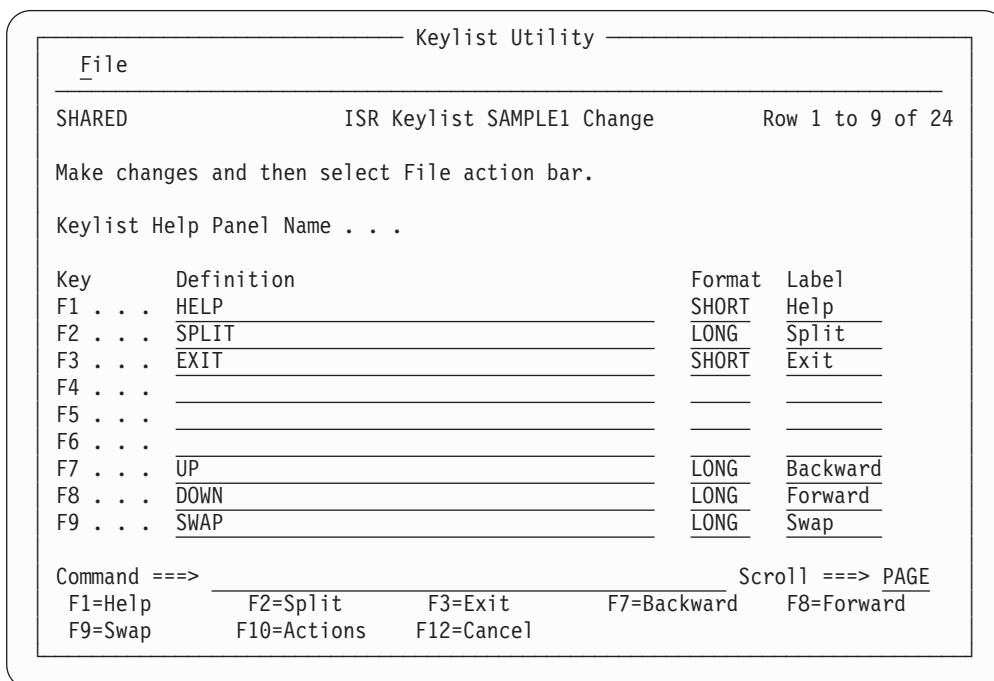 Keylist Utility
File
SHARED ISR Keylist SAMPLE1 Change Row 1 to 9 of 24
Make changes and then select File action bar.
Keylist Help Panel Name . . .
Key Definition Format Label
F1 . . . HELP SHORT Help
F2 . . . SPLIT LONG Split
F3 . . . EXIT SHORT Exit
F4 . . .
F5 . . .
F6 . . .
F7 . . . UP LONG Backward
F8 . . . DOWN LONG Forward
F9 . . . SWAP LONG Swap
Command ===> Scroll ===> PAGE
F1=Help F2=Split F3=Exit F7=Backward F8=Forward
F9=Swap F10=Actions F12=Cancel